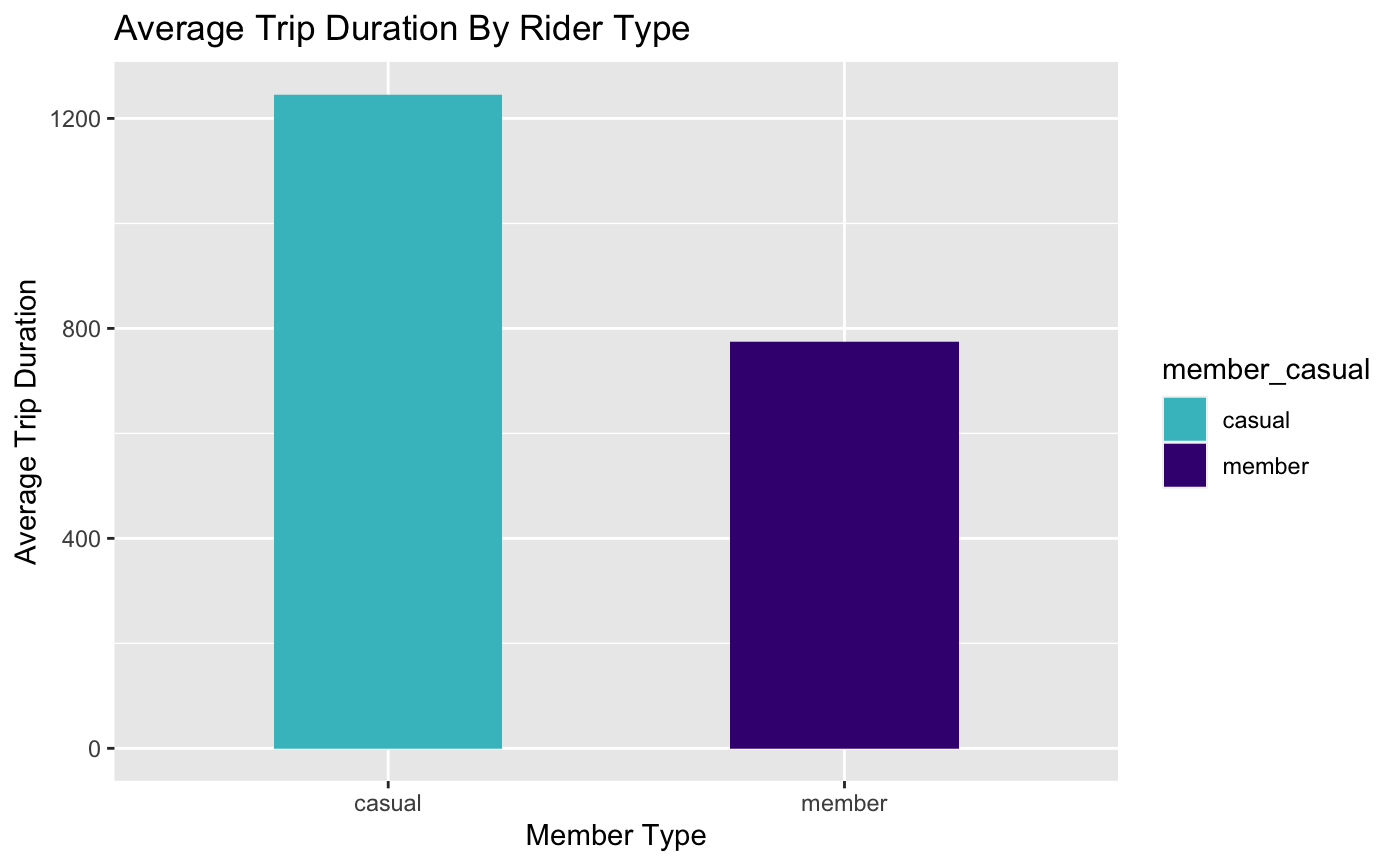 Average Trip Duration By Rider Type
1200
800
400
0
Average Trip Duration
casual
member
Member Type
member_casual
casual
member